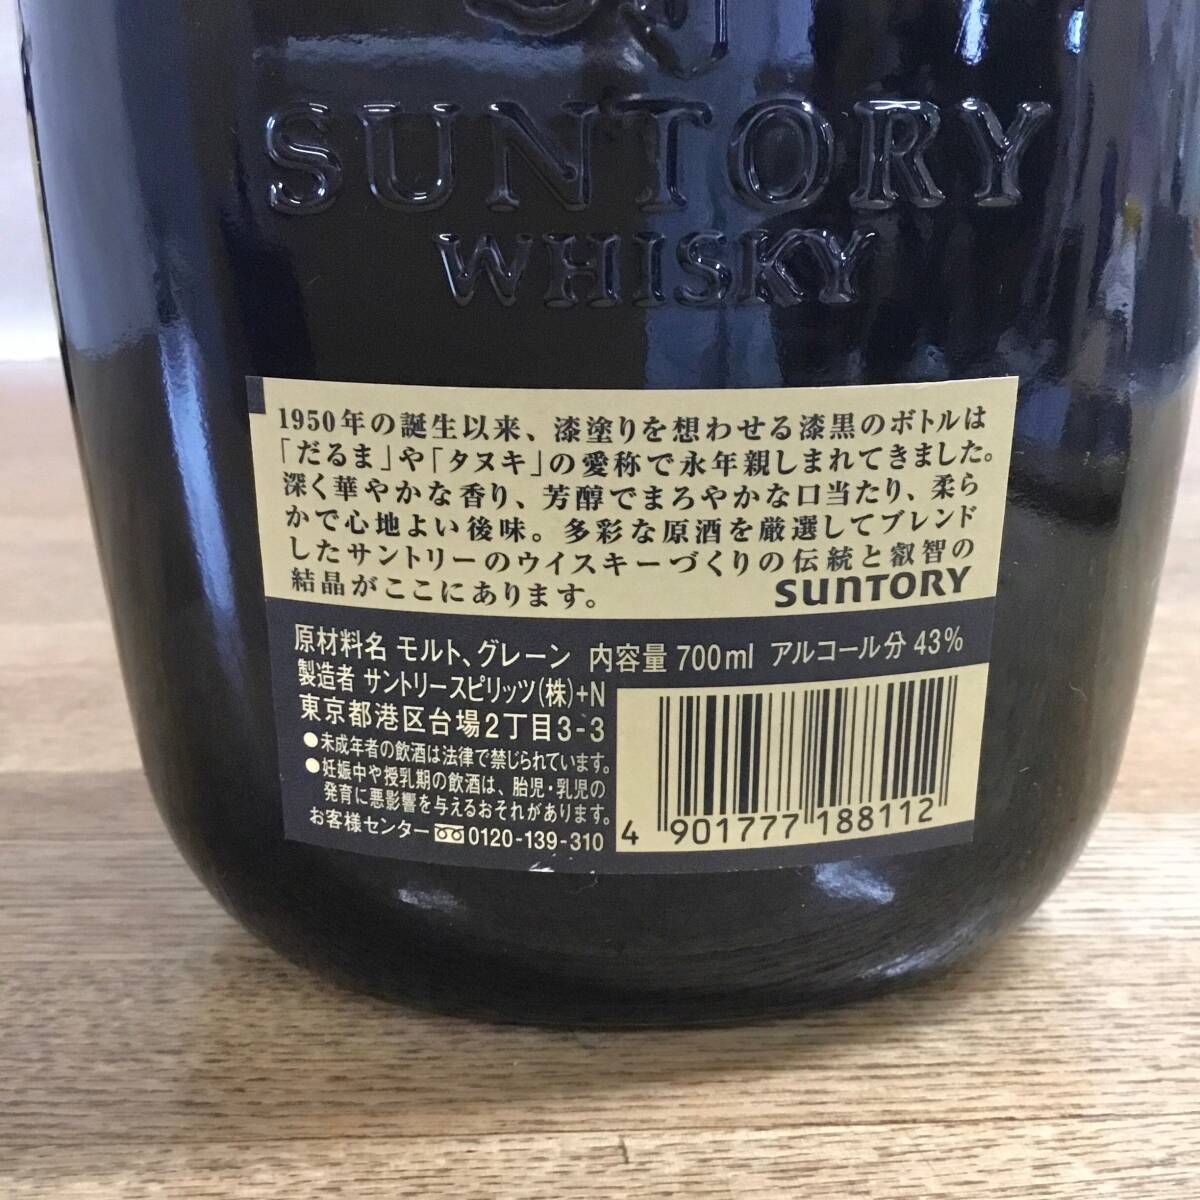 SUNTORY
WHISKY
1950年の誕生以来、漆塗りを想わせる漆黒のボトルは
「だるま」や「タヌキ」の愛称で永年親しまれてきました。
深く華やかな香り、芳醇でまろやかな口当たり、柔ら
かで心地よい後味。多彩な原酒を厳選してブレンド
したサントリーのウイスキーづくりの伝統と叡智の
結晶がここにあります。
SUNTORY
原材料名 モルト、グレーン 内容量 700ml アルコール分 43%
製造者 サントリースピリッツ(株)+N
東京都港区台場2丁目3-3
●未成年者の飲酒は法律で禁じられています。
●妊娠中や授乳期の飲酒は、胎児・乳児の
発育に悪影響を与えるおそれがあります。
お客様センター 0120-139-310
4 901777 188112